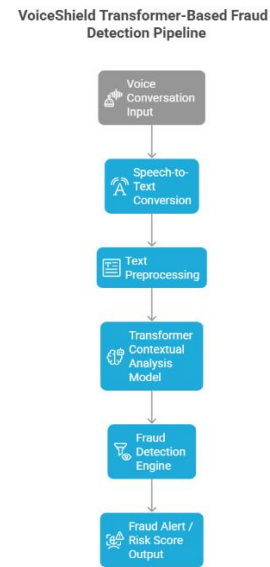 VoiceShield Transformer-Based Fraud
Detection Pipeline
Voice
Conversation
Input
Speech-to-
Text
Conversion
Text
Preprocessing
Transformer
Contextual
Analysis
Model
Fraud
Detection
Engine
Fraud Alert /
Risk Score
Output